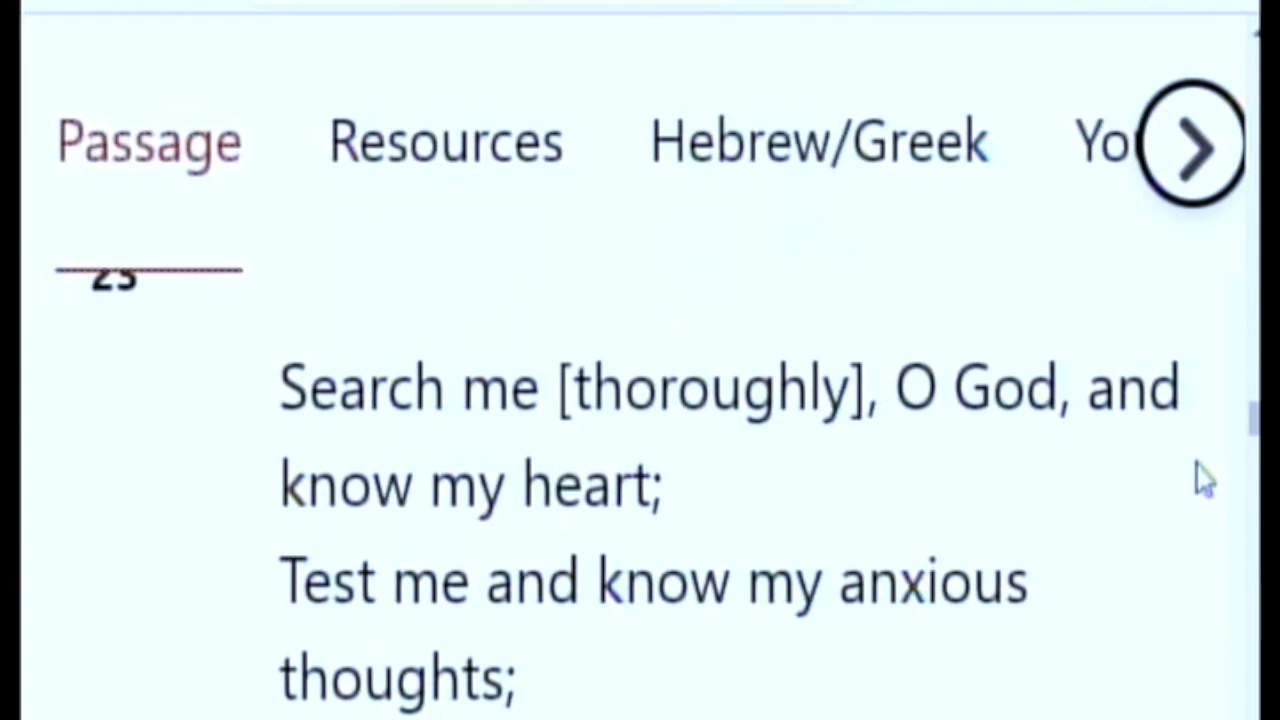 Passage Resources Hebrew/Greek
23
Search me [thoroughly], O God, and
know my heart;
Test me and know my anxious
thoughts;